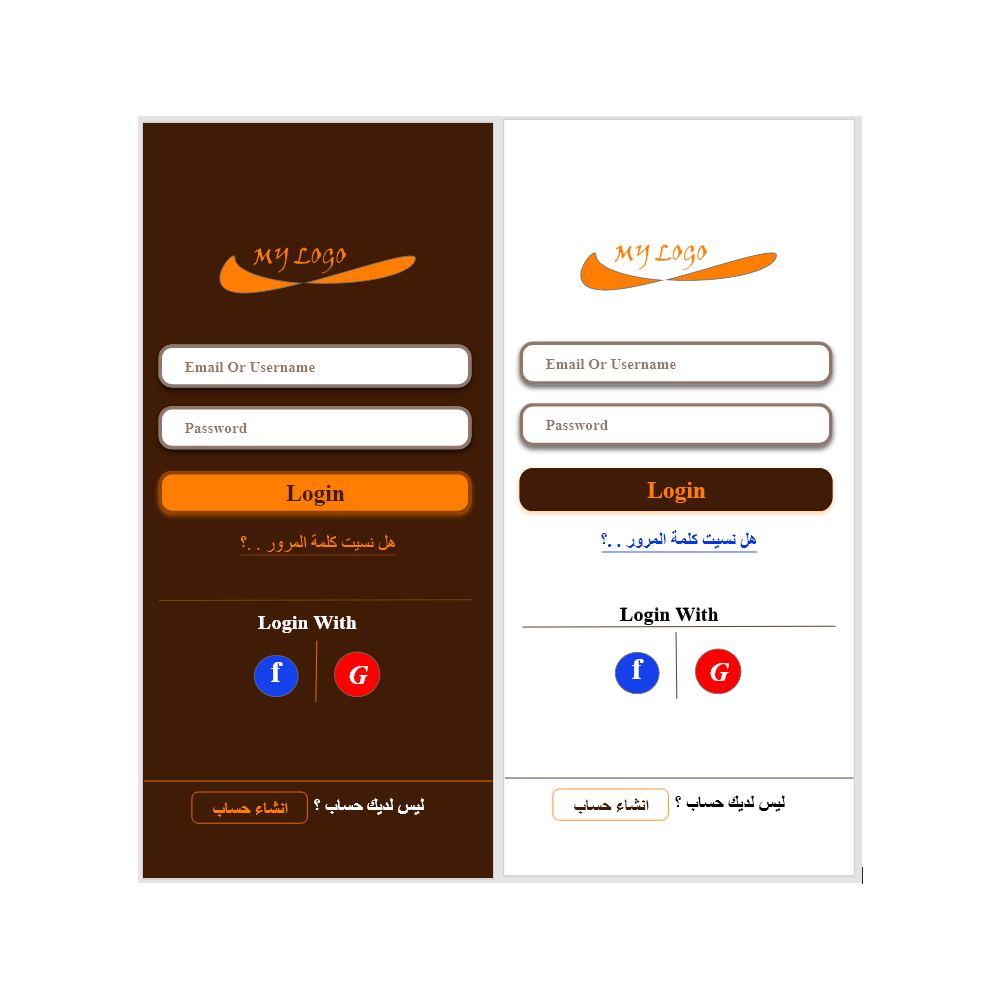 MY LOGO
Email Or Username
Password
Login
هل نسيت كلمة المرور . .؟
Login With
f
G
ليس لديك حساب ؟
انشاء حساب
MY LOGO
Email Or Username
Password
Login
هل نسيت كلمة المرور . .؟
Login With
f
G
ليس لديك حساب ؟
انشاء حساب